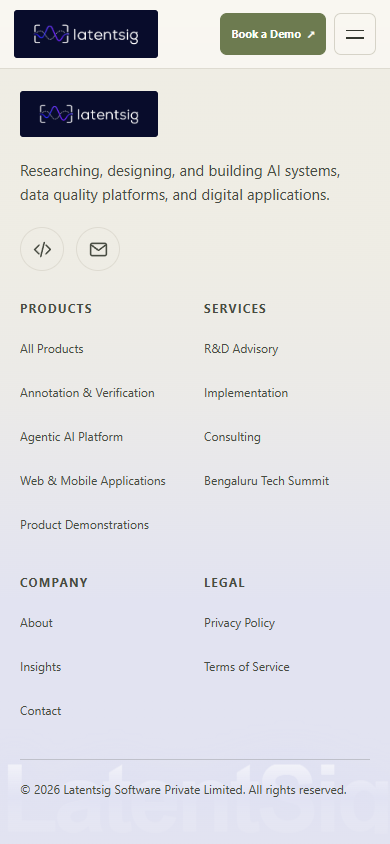 latentsig
Book a Demo ↗
latentsig
Researching, designing, and building AI systems,
data quality platforms, and digital applications.
PRODUCTS
All Products
Annotation & Verification
Agentic AI Platform
Web & Mobile Applications
Product Demonstrations
SERVICES
R&D Advisory
Implementation
Consulting
Bengaluru Tech Summit
COMPANY
About
Insights
Contact
LEGAL
Privacy Policy
Terms of Service
© 2026 Latentsig Software Private Limited. All rights reserved.
LatentSig